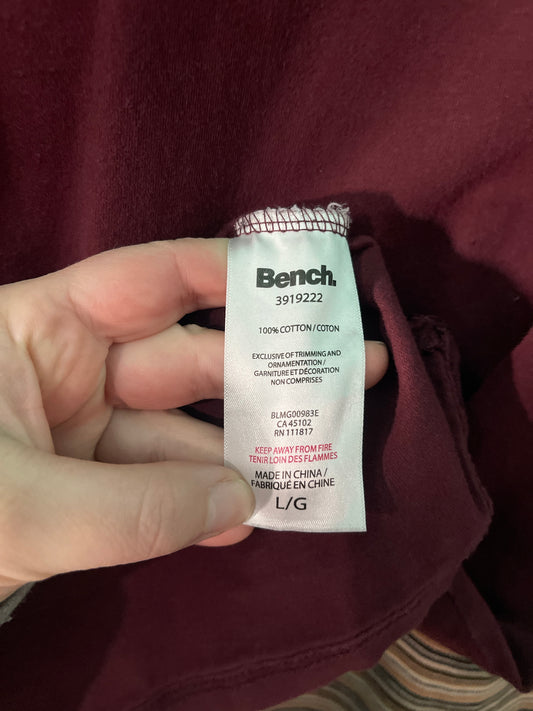 Bench.
3919222
100% COTTON / COTON
EXCLUSIVE OF TRIMMING AND
ORNAMENTATION /
GARNITURE ET DÉCORATION
NON COMPRISES
BLMG00983E
CA 45102
RN 111817
KEEP AWAY FROM FIRE
TENIR LOIN DES FLAMMES
MADE IN CHINA /
FABRIQUÉ EN CHINE
L/G